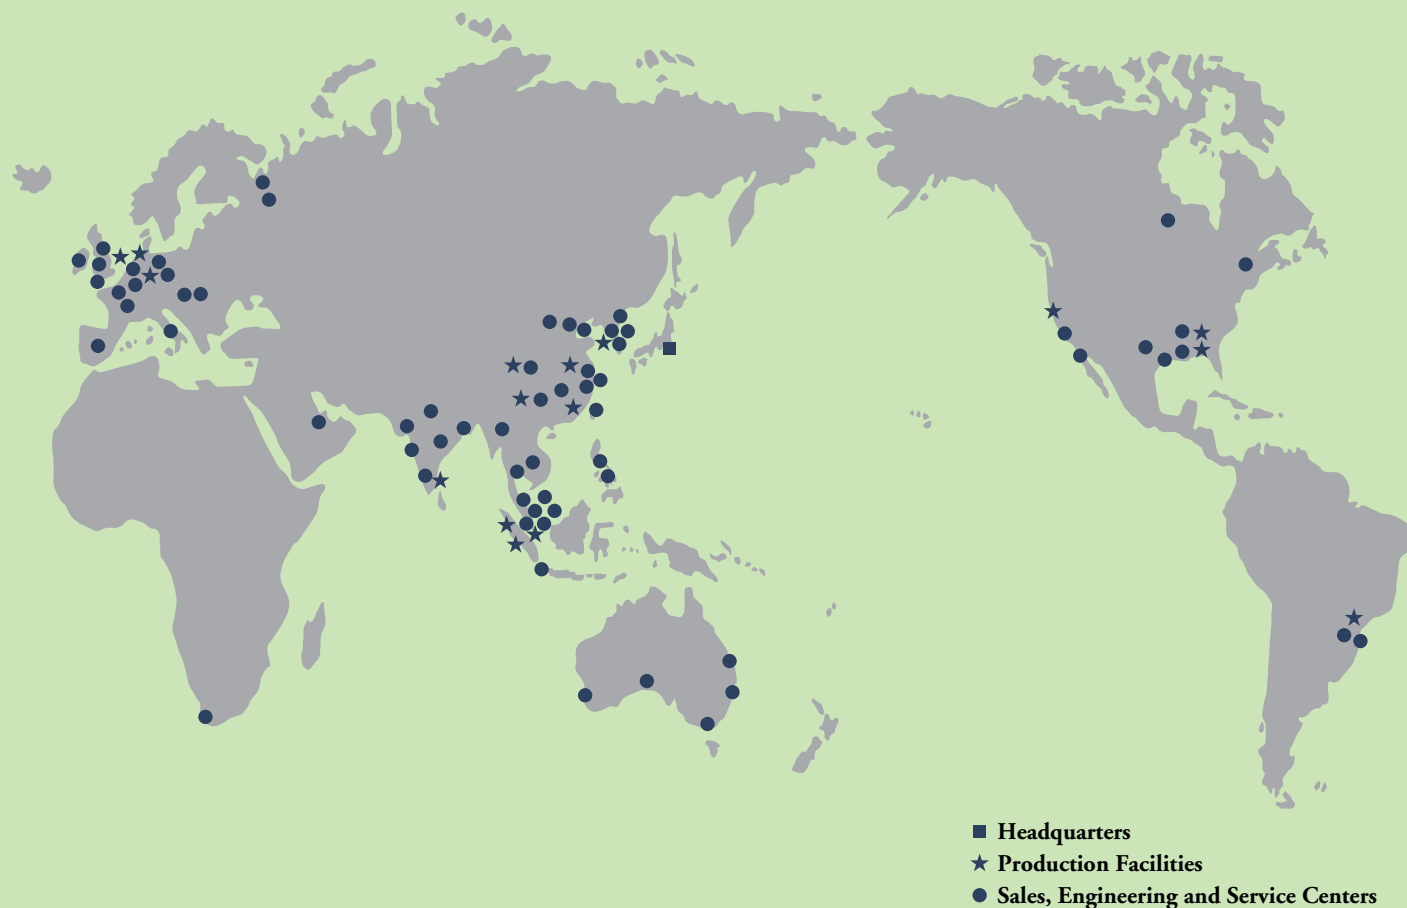 Headquarters
Production Facilities
Sales, Engineering and Service Centers